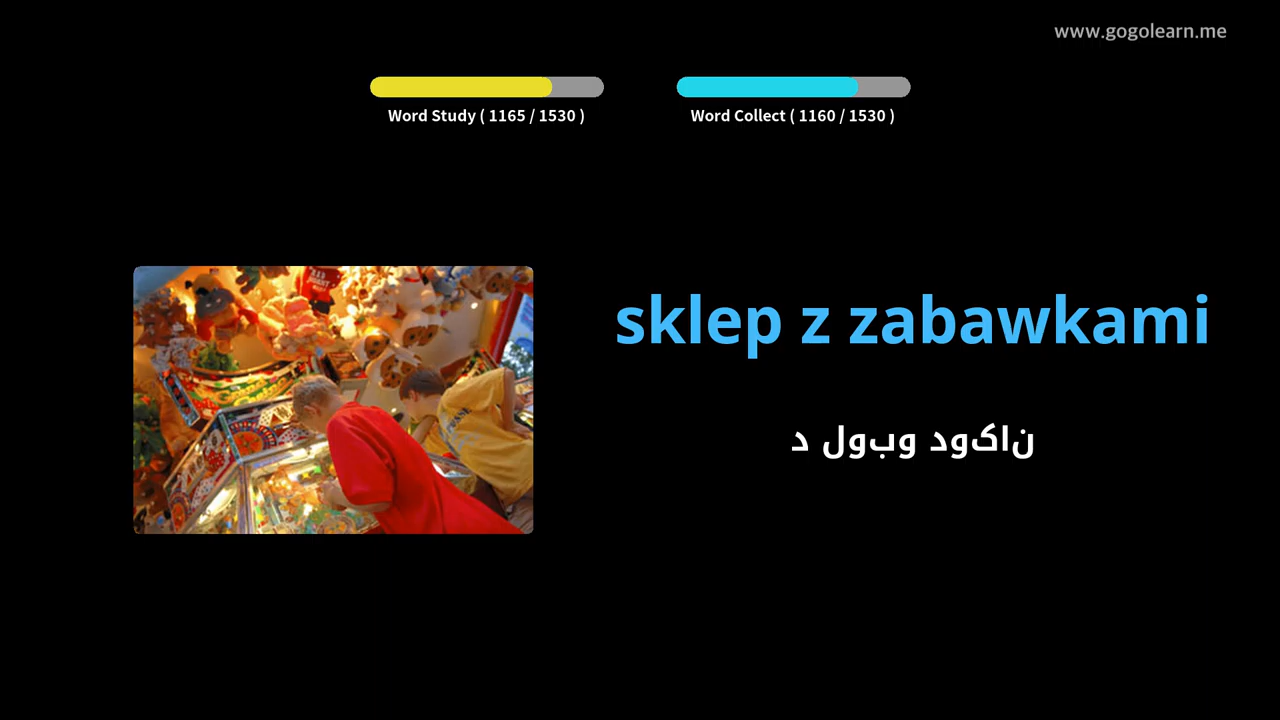 www.gogolearn.me
Word Study ( 1165 / 1530 )
Word Collect ( 1160 / 1530 )
sklep z zabawkami
ناکود وبول د